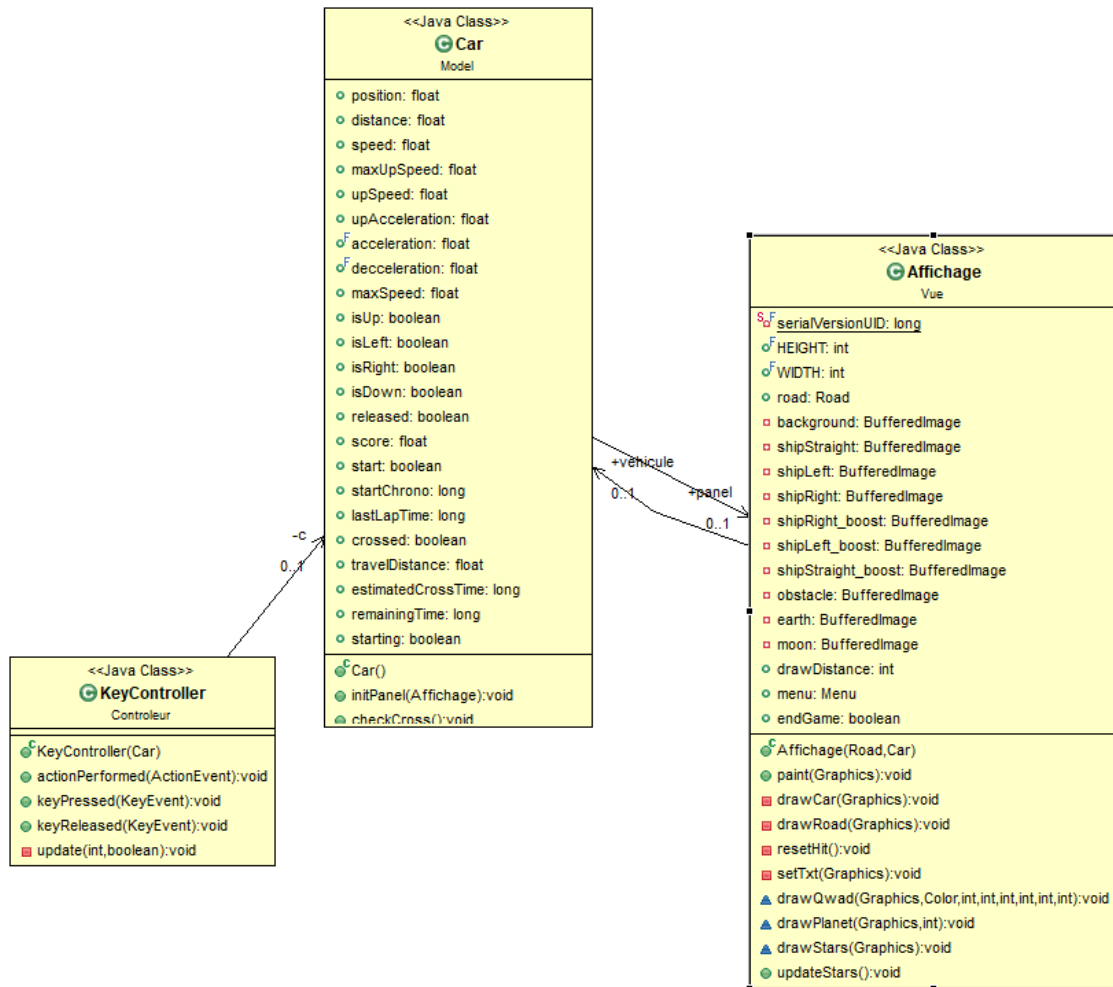 <<Java Class>>
C Car
Model
position: float
distance: float
speed: float
maxUpSpeed: float
upSpeed: float
upAcceleration: float
F acceleration: float
F decceleration: float
maxSpeed: float
isUp: boolean
isLeft: boolean
isRight: boolean
isDown: boolean
released: boolean
score: float
start: boolean
startChrono: long
lastLapTime: long
crossed: boolean
travelDistance: float
estimatedCrossTime: long
remainingTime: long
starting: boolean
C Car()
initPanel(Affichage):void
checkCross():void
+vehicule
0..1
+panel
0..1
-c
0..1
<<Java Class>>
C KeyController
Controleur
C KeyController(Car)
actionPerformed(ActionEvent):void
keyPressed(KeyEvent):void
keyReleased(KeyEvent):void
update(int,boolean):void
<<Java Class>>
C Affichage
Vue
S F serialVersionUID: long
F HEIGHT: int
F WIDTH: int
road: Road
background: BufferedImage
shipStraight: BufferedImage
shipLeft: BufferedImage
shipRight: BufferedImage
shipRight_boost: BufferedImage
shipLeft_boost: BufferedImage
shipStraight_boost: BufferedImage
obstacle: BufferedImage
earth: BufferedImage
moon: BufferedImage
drawDistance: int
menu: Menu
endGame: boolean
C Affichage(Road,Car)
paint(Graphics):void
drawCar(Graphics):void
drawRoad(Graphics):void
resetHit():void
setTxt(Graphics):void
drawQwad(Graphics,Color,int,int,int,int,int,int):void
drawPlanet(Graphics,int):void
drawStars(Graphics):void
updateStars():void